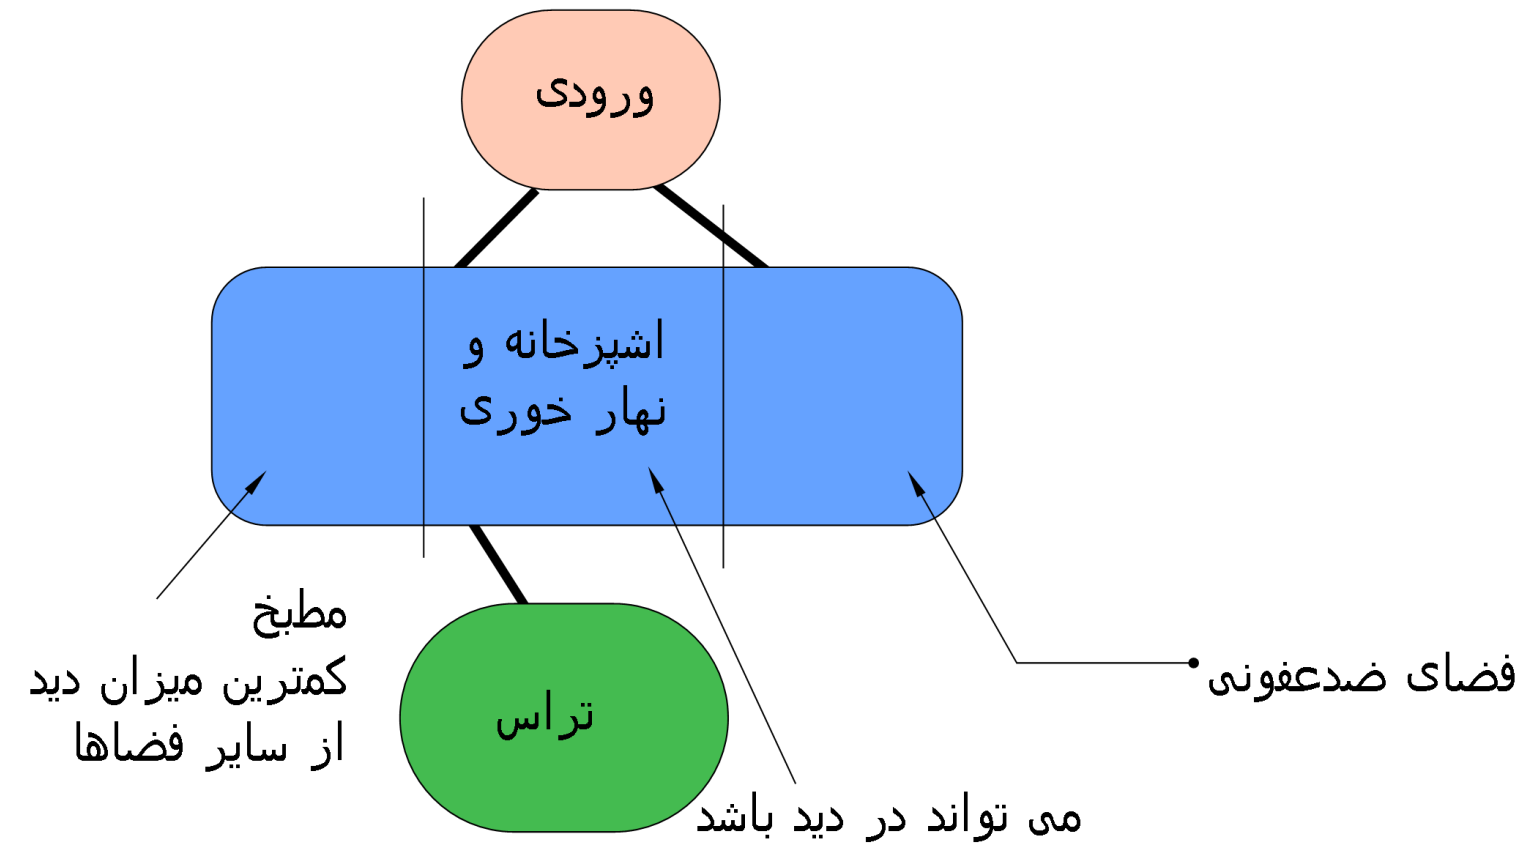 ورودی
اشپزخانه و
نهار خوری
مطبخ
کمترین میزان دید
از سایر فضاها
تراس
می تواند در دید باشد
فضای ضدعفونی